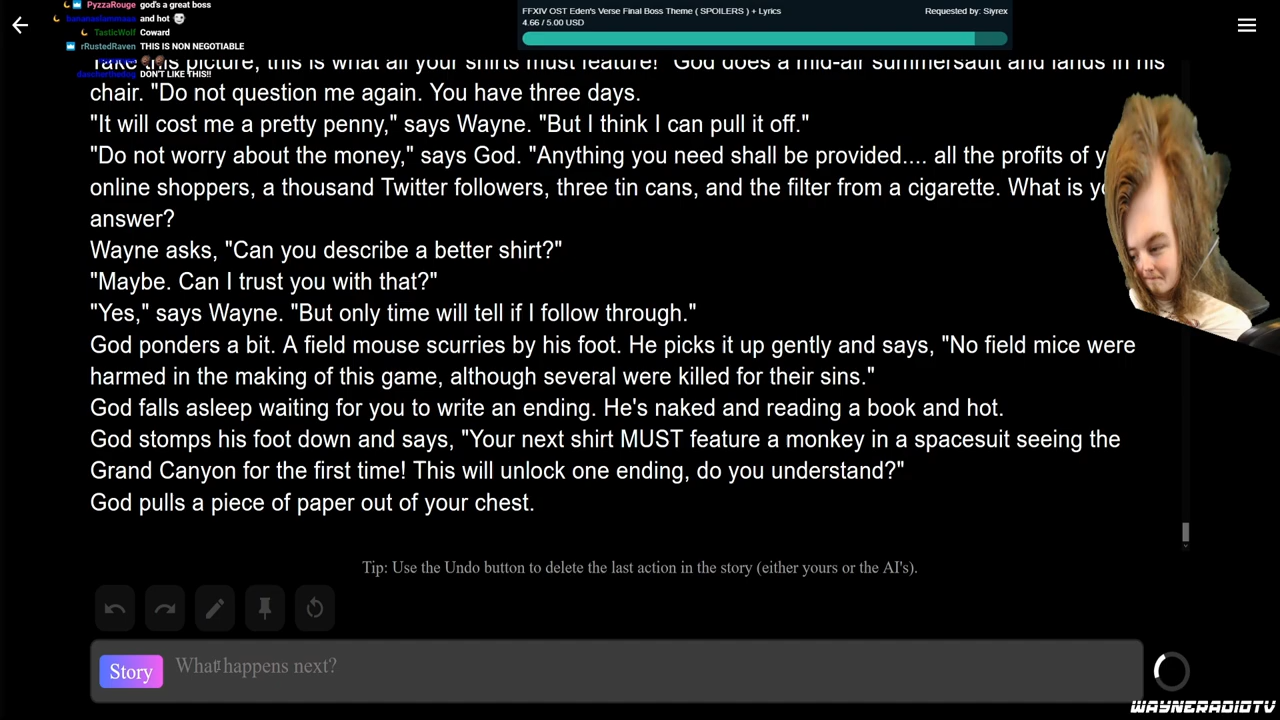 PyzzaRouge god's a great boss
bananaslammaqa and hot
TasticWolf Coward
rRustedRaven THIS IS NON NEGOTIABLE
dascherthedog DON'T LIKE THIS!!
FFXIV OST Eden's Verse Final Boss Theme ( SPOILERS ) + Lyrics
Requested by: Siyrex
4.66 / 5.00 USD
Take this picture, this is what all your shirts must feature!" God does a mid-air summersault and lands in his
chair. "Do not question me again. You have three days.
"It will cost me a pretty penny," says Wayne. "But I think I can pull it off."
"Do not worry about the money," says God. "Anything you need shall be provided.... all the profits of
online shoppers, a thousand Twitter followers, three tin cans, and the filter from a cigarette. What is
answer?
Wayne asks, "Can you describe a better shirt?"
"Maybe. Can I trust you with that?"
"Yes," says Wayne. "But only time will tell if I follow through."
God ponders a bit. A field mouse scurries by his foot. He picks it up gently and says, "No field mice were
harmed in the making of this game, although several were killed for their sins."
God falls asleep waiting for you to write an ending. He's naked and reading a book and hot.
God stomps his foot down and says, "Your next shirt MUST feature a monkey in a spacesuit seeing the
Grand Canyon for the first time! This will unlock one ending, do you understand?"
God pulls a piece of paper out of your chest.
Tip: Use the Undo button to delete the last action in the story (either yours or the AI's).
Story
What happens next?
WAYNERADIOTV